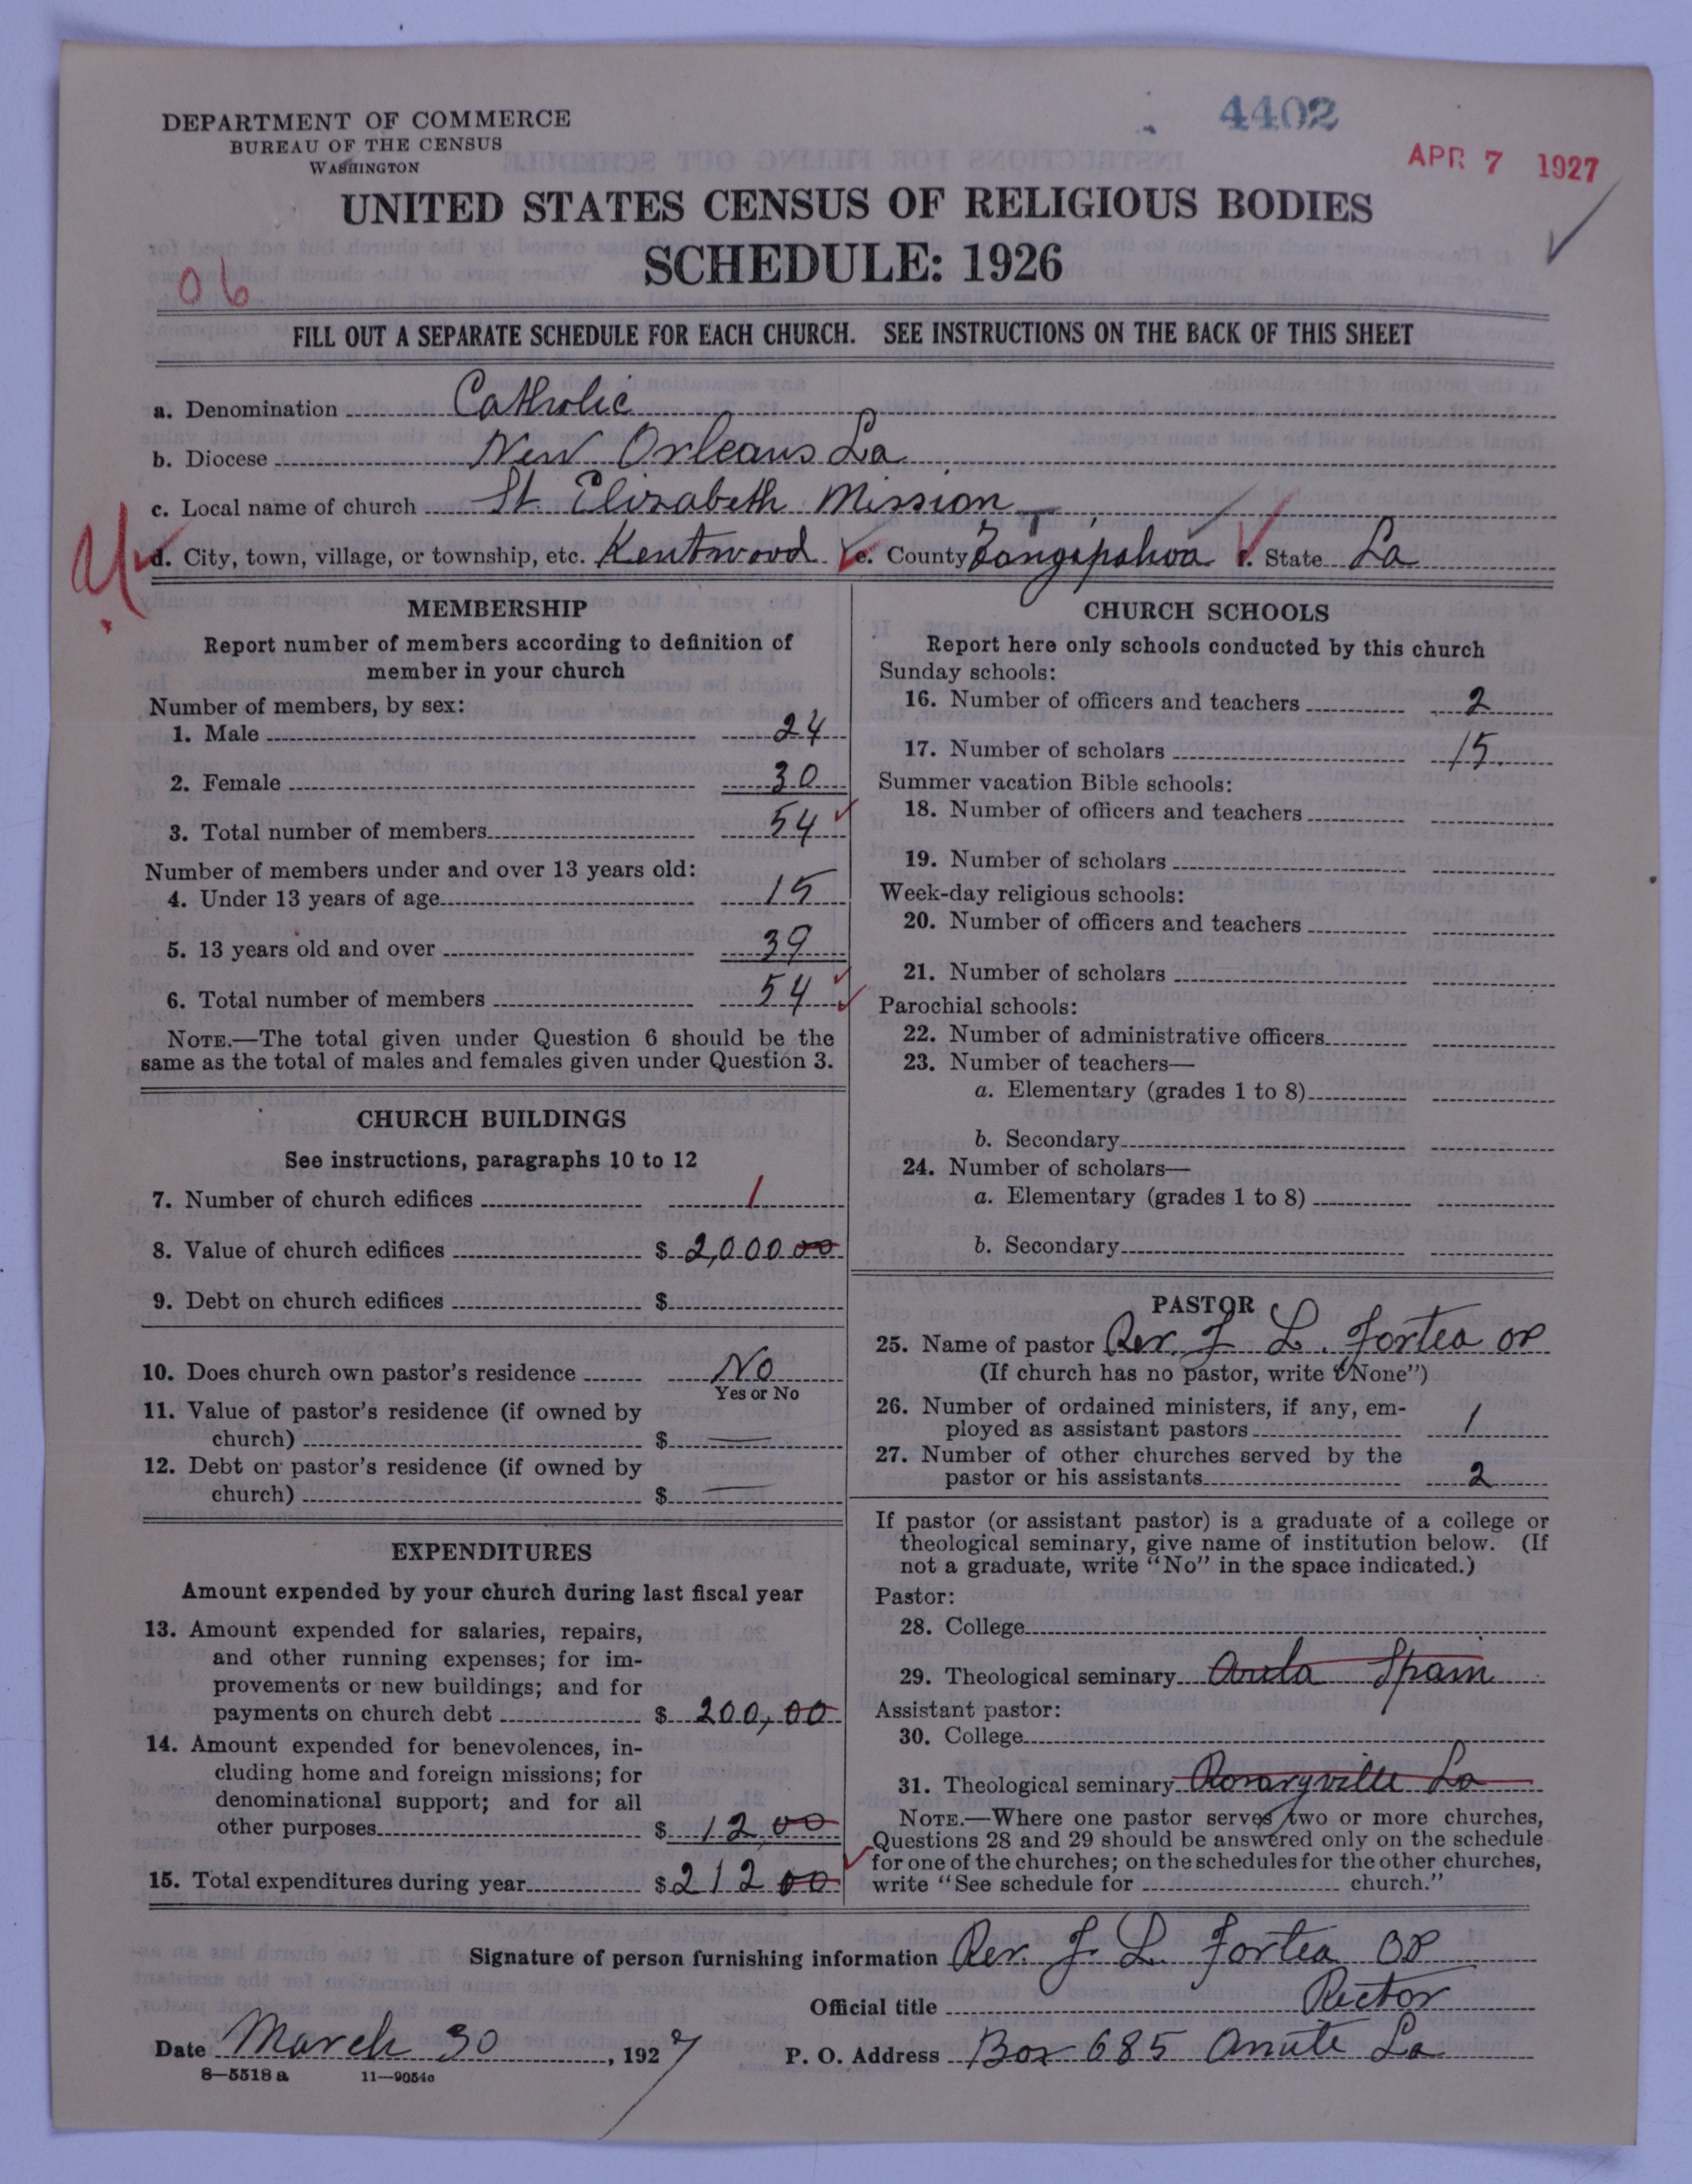 4402
APR 7 1927
DEPARTMENT OF COMMERCE
BUREAU OF THE CENSUS
WASHINGTON
UNITED STATES CENSUS OF RELIGIOUS BODIES
SCHEDULE: 1926
06
FILL OUT A SEPARATE SCHEDULE FOR EACH CHURCH. SEE INSTRUCTIONS ON THE BACK OF THIS SHEET
a. Denomination Catholic
b. Diocese New Orleans La
c. Local name of church St. Elizabeth Mission
d. City, town, village, or township, etc. Kentwood e. County Tangipahoa f. State La
MEMBERSHIP
Report number of members according to definition of
member in your church
Number of members, by sex:
1. Male 24
2. Female 30
3. Total number of members 54
Number of members under and over 13 years old:
4. Under 13 years of age 15
5. 13 years old and over 39
6. Total number of members 54
NOTE.—The total given under Question 6 should be the
same as the total of males and females given under Question 3.
CHURCH BUILDINGS
See instructions, paragraphs 10 to 12
7. Number of church edifices 1
8. Value of church edifices $ 2,000 00
9. Debt on church edifices $
10. Does church own pastor's residence No
Yes or No
11. Value of pastor's residence (if owned by
church) $ —
12. Debt on pastor's residence (if owned by
church) $ —
EXPENDITURES
Amount expended by your church during last fiscal year
13. Amount expended for salaries, repairs,
and other running expenses; for im-
provements or new buildings; and for
payments on church debt $ 200,00
14. Amount expended for benevolences, in-
cluding home and foreign missions; for
denominational support; and for all
other purposes $ 12,00
15. Total expenditures during year $ 212 00
CHURCH SCHOOLS
Report here only schools conducted by this church
Sunday schools:
16. Number of officers and teachers 2
17. Number of scholars 15
Summer vacation Bible schools:
18. Number of officers and teachers
19. Number of scholars
Week-day religious schools:
20. Number of officers and teachers
21. Number of scholars
Parochial schools:
22. Number of administrative officers
23. Number of teachers—
a. Elementary (grades 1 to 8)
b. Secondary
24. Number of scholars—
a. Elementary (grades 1 to 8)
b. Secondary
PASTOR
25. Name of pastor Rev. J L. Fortea OP
(If church has no pastor, write "None")
26. Number of ordained ministers, if any, em-
ployed as assistant pastors 1
27. Number of other churches served by the
pastor or his assistants 2
If pastor (or assistant pastor) is a graduate of a college or
theological seminary, give name of institution below. (If
not a graduate, write "No" in the space indicated.)
Pastor:
28. College
29. Theological seminary Spain
Assistant pastor:
30. College
31. Theological seminary Rosaryville La
NOTE.—Where one pastor serves two or more churches,
Questions 28 and 29 should be answered only on the schedule
for one of the churches; on the schedules for the other churches,
write "See schedule for church."
Signature of person furnishing information Rev. J. L. Fortea OP
Official title Rector
Date March 30, 1927 P. O. Address Box 685 Amite La
8—5518 a 11—9054o